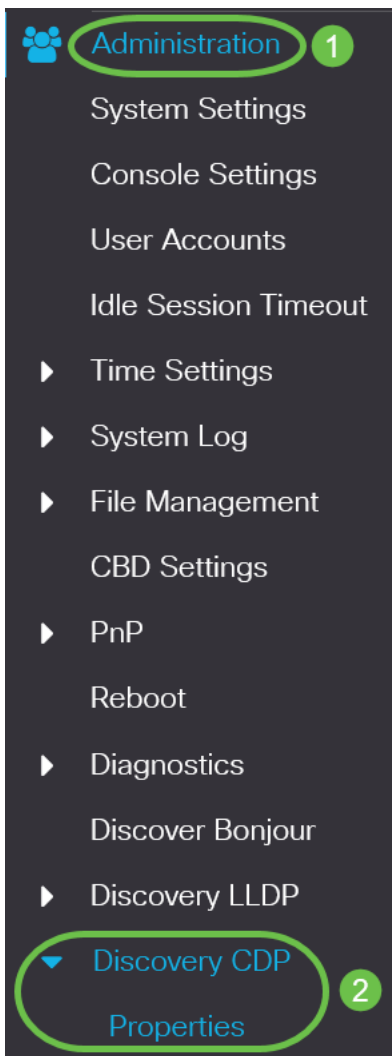 Administration 1
System Settings
Console Settings
User Accounts
Idle Session Timeout
Time Settings
System Log
File Management
CBD Settings
PnP
Reboot
Diagnostics
Discover Bonjour
Discovery LLDP
Discovery CDP
2
Properties